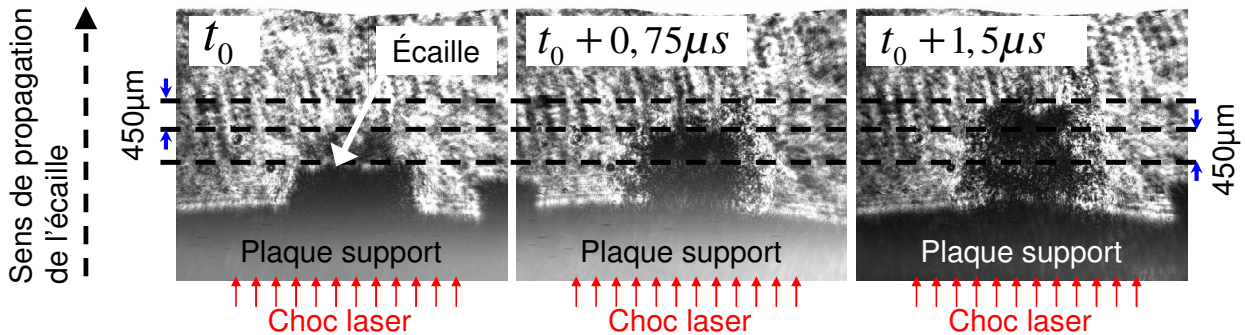 Sens de propagation
de l'écaille
450µm
t₀
Écaille
Plaque support
Choc laser
t₀ + 0,75µs
Plaque support
Choc laser
t₀ + 1,5µs
Plaque support
Choc laser
450µm